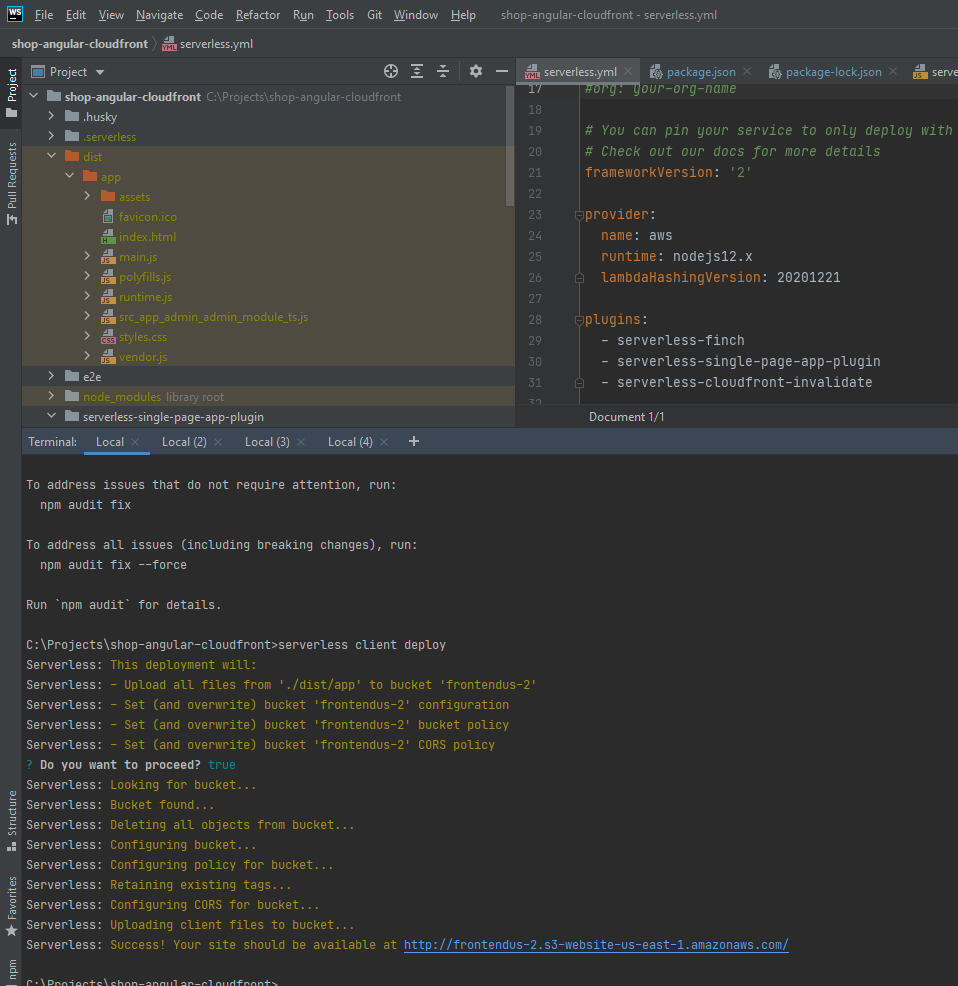 WS File Edit View Navigate Code Refactor Run Tools Git Window Help shop-angular-cloudfront - serverless.yml
shop-angular-cloudfront serverless.yml
Project
Pull Requests
Structure
Favorites
npm
Project
shop-angular-cloudfront C:\Projects\shop-angular-cloudfront
.husky
.serverless
dist
app
assets
favicon.ico
index.html
main.js
polyfills.js
runtime.js
src_app_admin_admin_module_ts.js
styles.css
vendor.js
e2e
node_modules library root
serverless-single-page-app-plugin
serverless.yml package.json package-lock.json serve
17 #org: your-org-name
18
19 # You can pin your service to only deploy with
20 # Check out our docs for more details
21 frameworkVersion: '2'
22
23 provider:
24 name: aws
25 runtime: nodejs12.x
26 lambdaHashingVersion: 20201221
27
28 plugins:
29 - serverless-finch
30 - serverless-single-page-app-plugin
31 - serverless-cloudfront-invalidate
32
Document 1/1
Terminal: Local Local (2) Local (3) Local (4) +
To address issues that do not require attention, run:
npm audit fix
To address all issues (including breaking changes), run:
npm audit fix --force
Run `npm audit` for details.
C:\Projects\shop-angular-cloudfront>serverless client deploy
Serverless: This deployment will:
Serverless: - Upload all files from './dist/app' to bucket 'frontendus-2'
Serverless: - Set (and overwrite) bucket 'frontendus-2' configuration
Serverless: - Set (and overwrite) bucket 'frontendus-2' bucket policy
Serverless: - Set (and overwrite) bucket 'frontendus-2' CORS policy
? Do you want to proceed? true
Serverless: Looking for bucket...
Serverless: Bucket found...
Serverless: Deleting all objects from bucket...
Serverless: Configuring bucket...
Serverless: Configuring policy for bucket...
Serverless: Retaining existing tags...
Serverless: Configuring CORS for bucket...
Serverless: Uploading client files to bucket...
Serverless: Success! Your site should be available at http://frontendus-2.s3-website-us-east-1.amazonaws.com/
C:\Projects\shop-angular-cloudfront>